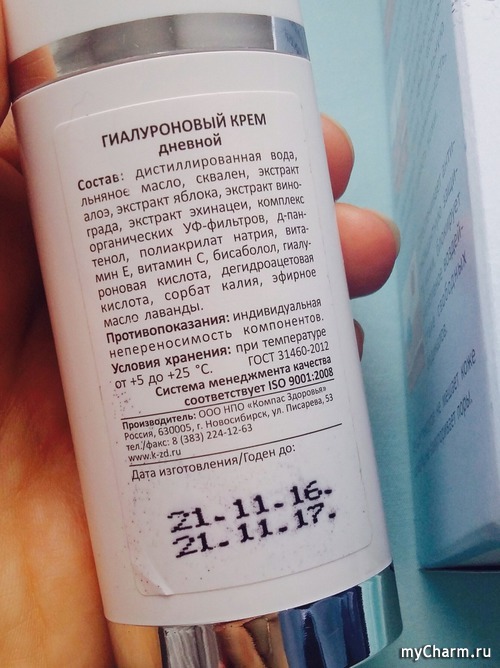 ГИАЛУРОНОВЫЙ КРЕМ
дневной
Состав: дистиллированная вода,
льняное масло, сквален, экстракт
алоэ, экстракт яблока, экстракт вино-
града, экстракт эхинацеи, комплекс
органических УФ-фильтров, д-пан-
тенол, полиакрилат натрия, вита-
мин Е, витамин С, бисаболол, гиалу-
роновая кислота, дегидроацетовая
кислота, сорбат калия, эфирное
масло лаванды.
Противопоказания: индивидуальная
непереносимость компонентов.
Условия хранения: при температуре
от +5 до +25 °С. ГОСТ 31460-2012
Система менеджмента качества
соответствует ISO 9001:2008
Производитель: ООО НПО «Компас Здоровья»
Россия, 630005, г. Новосибирск, ул. Писарева, 53
тел./факс: 8 (383) 224-12-63
www.k-zd.ru
Дата изготовления/Годен до:
21.11.16.
21.11.17.
не мешает коже
поры.
myCharm.ru